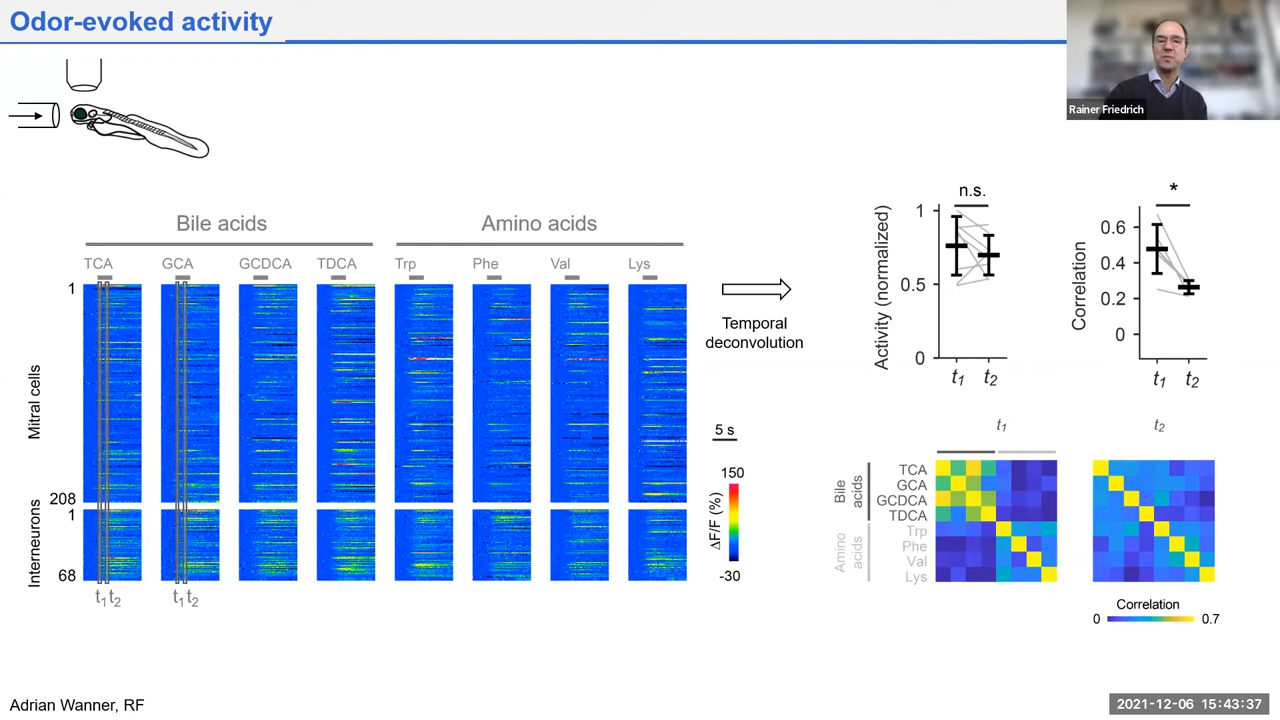 Odor-evoked activity
Rainer Friedrich
Bile acids
Amino acids
TCA
GCA
GCDCA
TDCA
Trp
Phe
Val
Lys
1
Mitral cells
208
1
Interneurons
68
t1 t2
t1 t2
Temporal
deconvolution
5 s
150
ΔF/F (%)
-30
n.s.
Activity (normalized)
1
0.5
0
t1
t2
*
Correlation
0.6
0.4
0.2
0
t1
t2
t1
t2
Bile
acids
TCA
GCA
GCDCA
TDCA
Amino
acids
Trp
Phe
Val
Lys
Correlation
0
0.7
Adrian Wanner, RF
2021-12-06 15:43:37